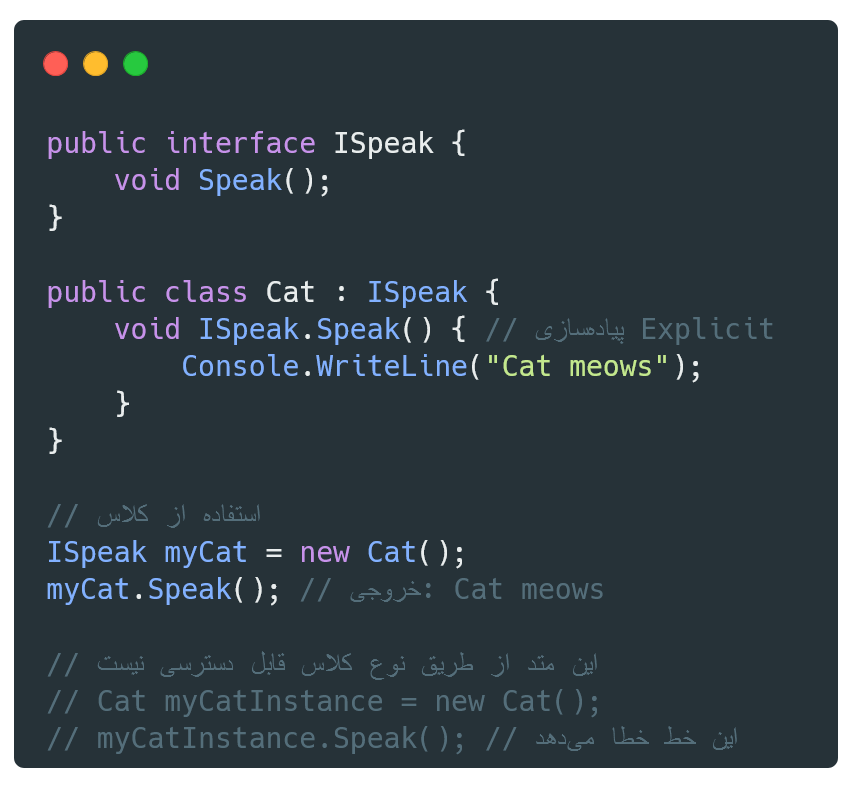 public interface ISpeak {
    void Speak();
}
public class Cat : ISpeak {
    void ISpeak.Speak() { // پیاده‌سازی Explicit
        Console.WriteLine("Cat meows");
    }
}
// استفاده از کلاس
ISpeak myCat = new Cat();
myCat.Speak(); // خروجی: Cat meows
// این متد از طریق نوع کلاس قابل دسترسی نیست
// Cat myCatInstance = new Cat();
// myCatInstance.Speak(); // این خط خطا می‌دهد